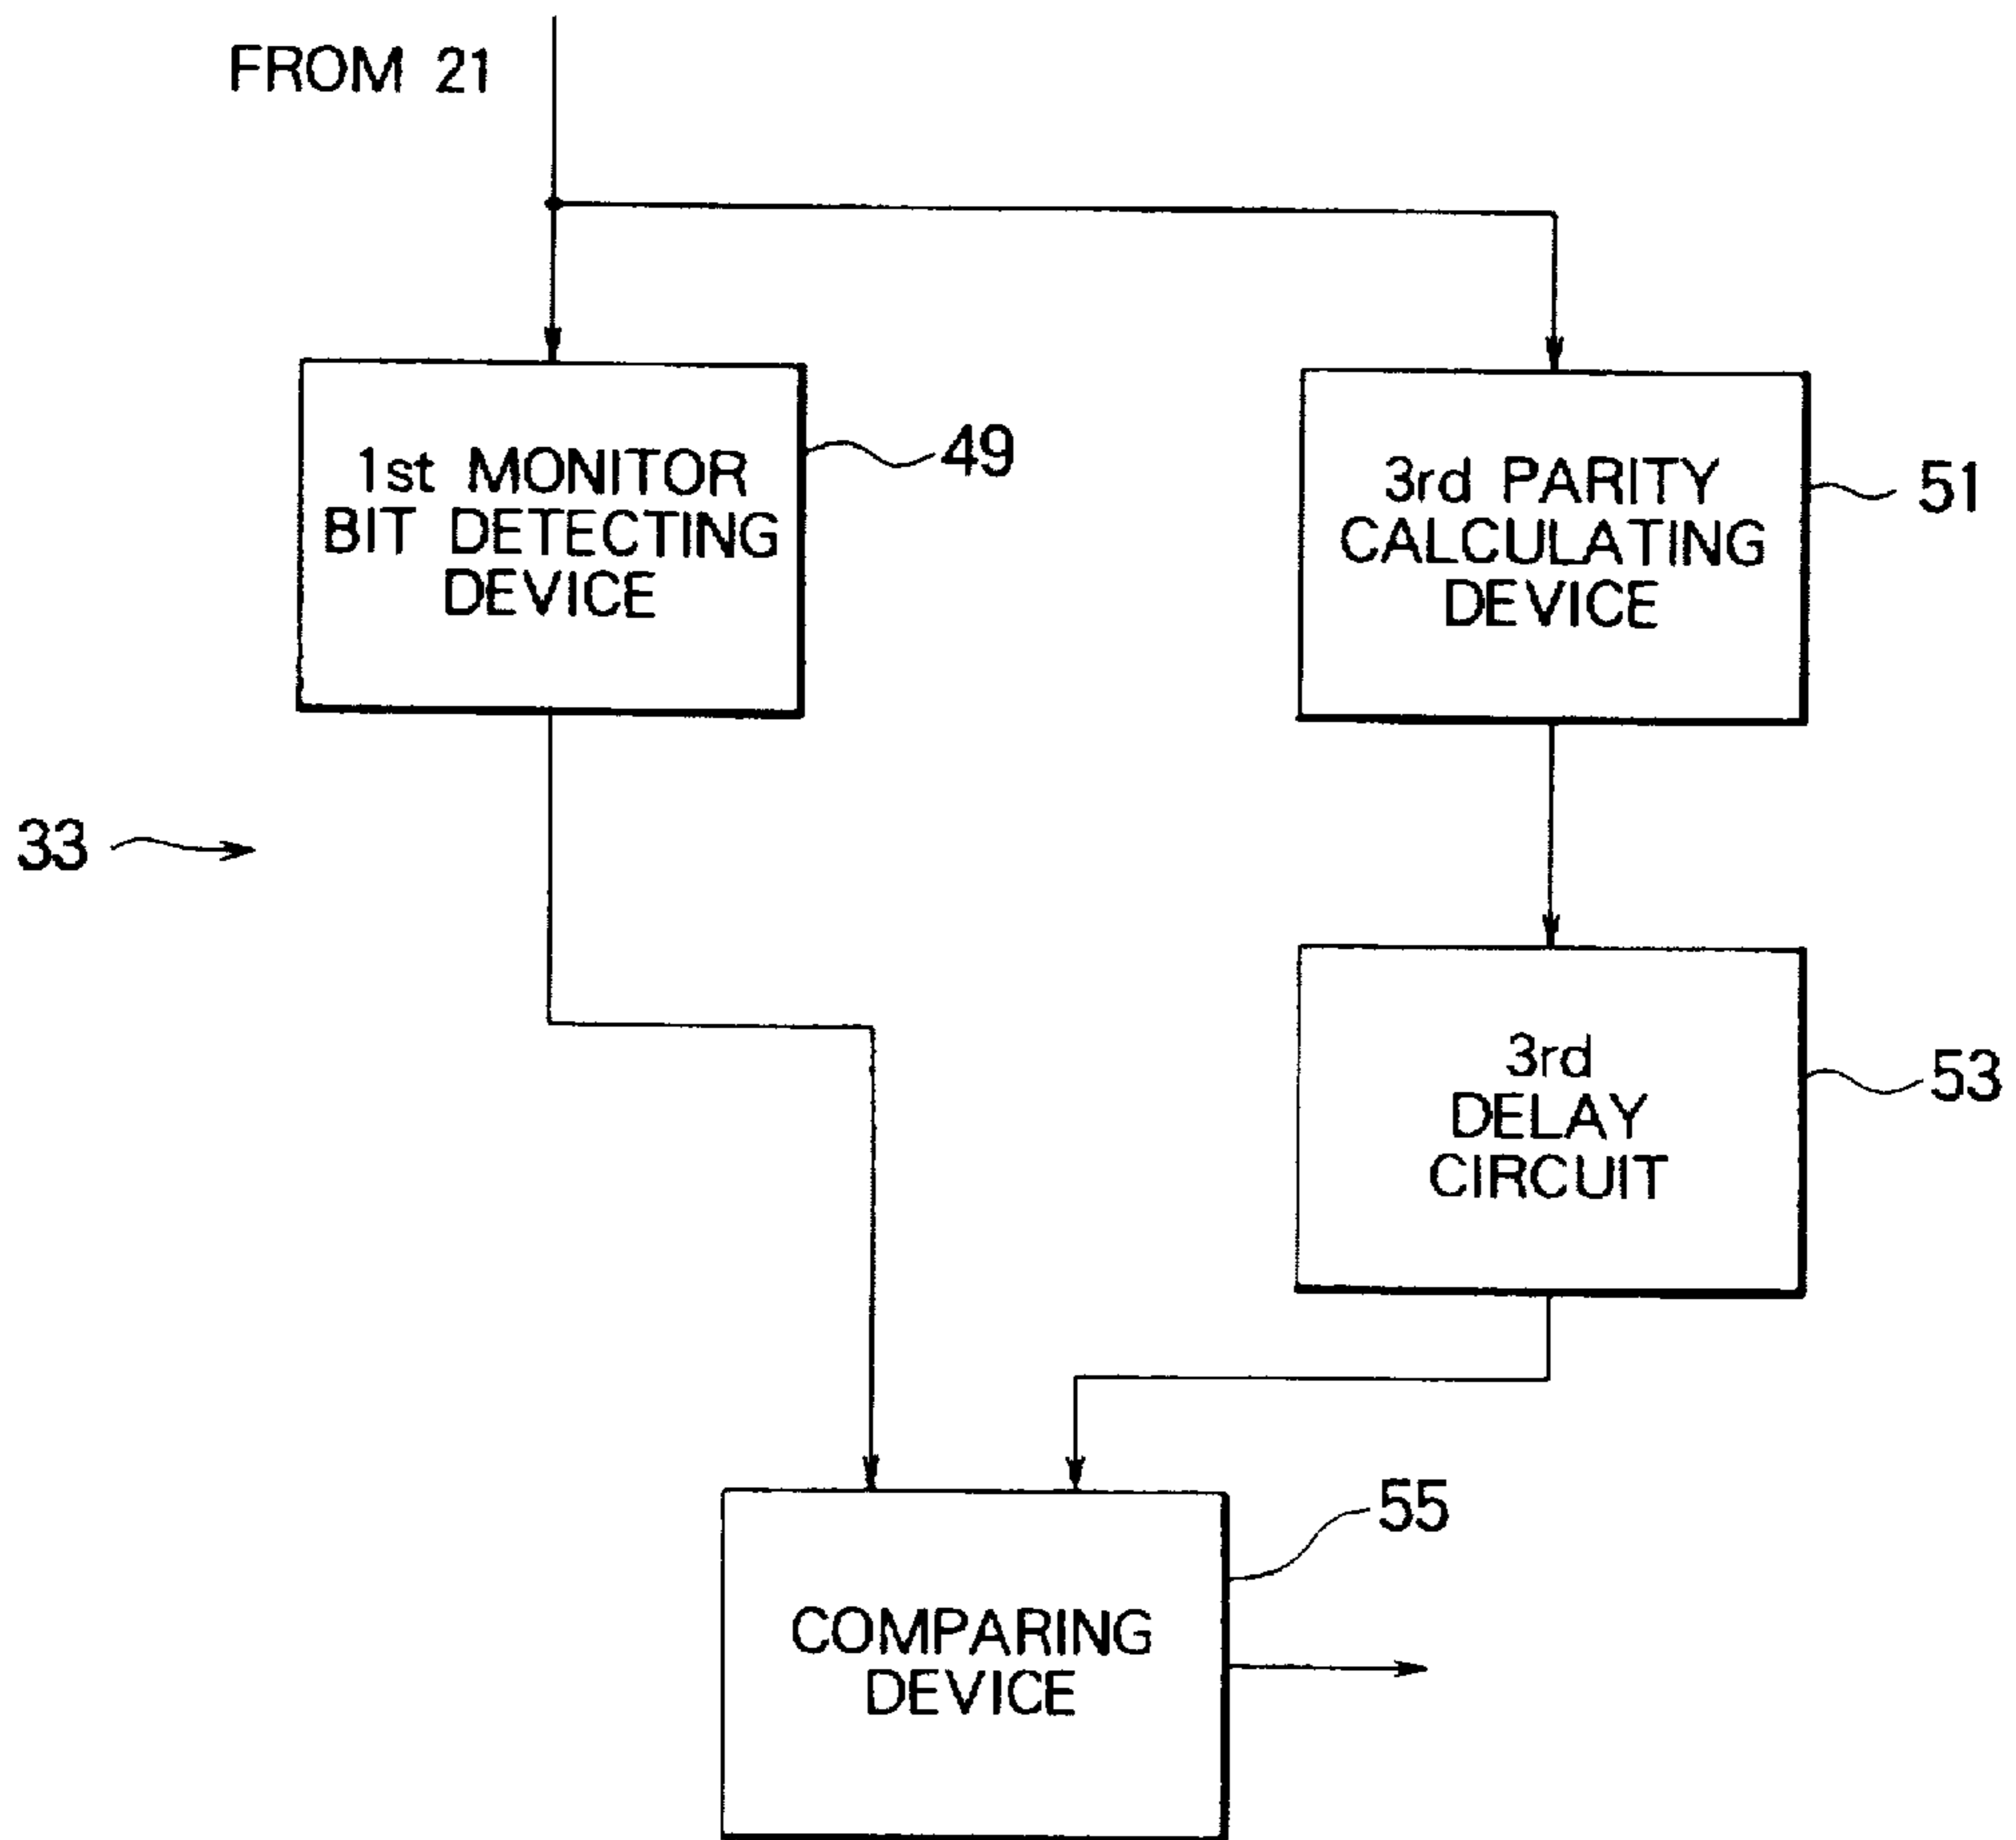 FROM 21
1st MONITOR
BIT DETECTING
DEVICE
49
3rd PARITY
CALCULATING
DEVICE
51
33
3rd
DELAY
CIRCUIT
53
55
COMPARING
DEVICE